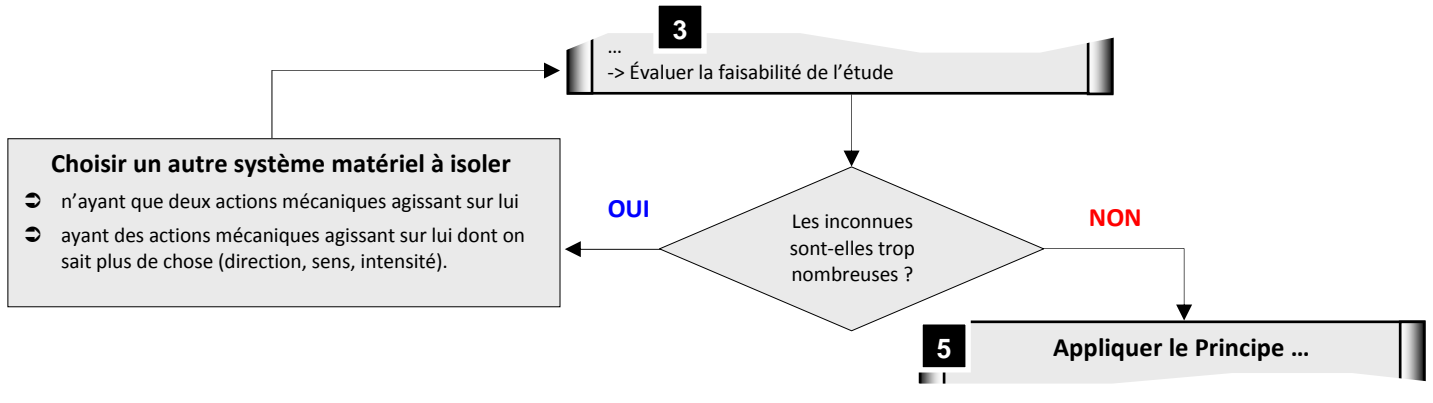 3
...
-> Évaluer la faisabilité de l’étude
Choisir un autre système matériel à isoler
➲ n’ayant que deux actions mécaniques agissant sur lui
➲ ayant des actions mécaniques agissant sur lui dont on
sait plus de chose (direction, sens, intensité).
OUI
Les inconnues
sont-elles trop
nombreuses ?
NON
5
Appliquer le Principe ...